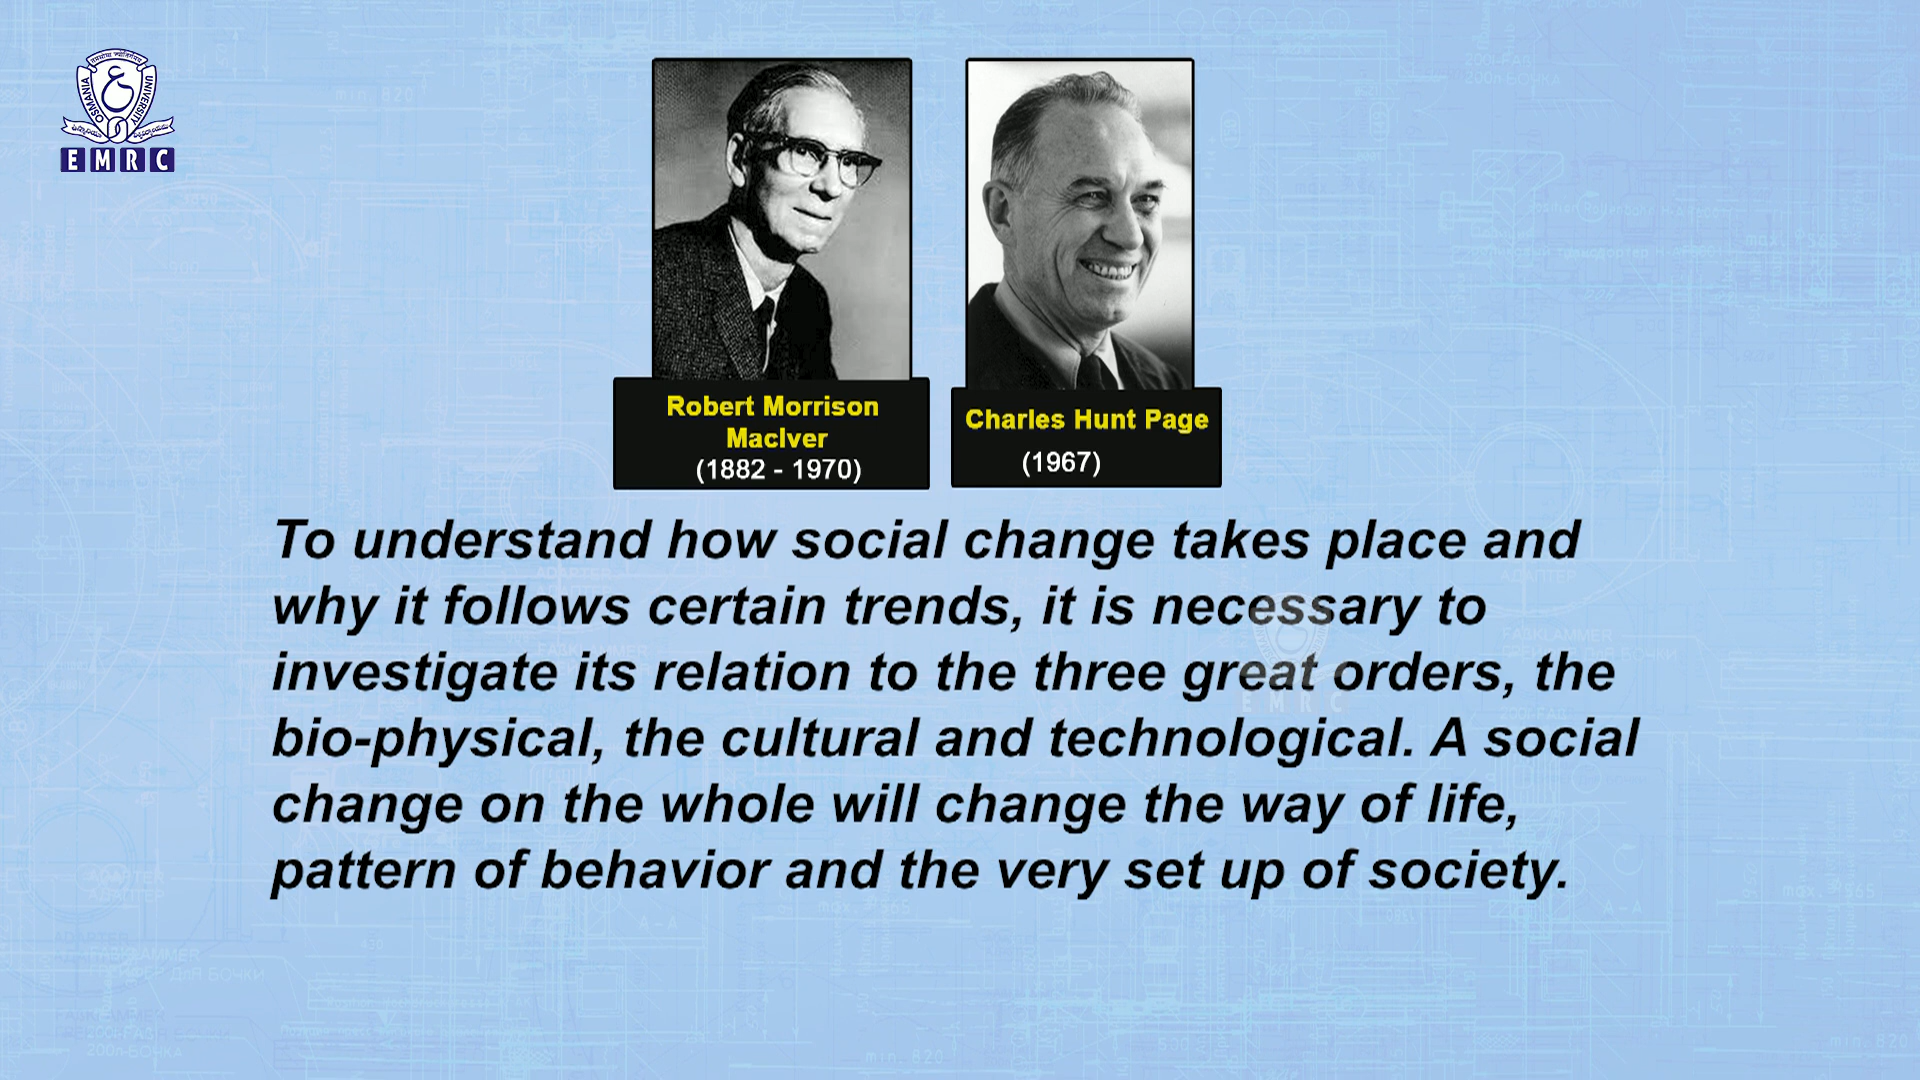 OSMANIA UNIVERSITY
EMRC
Robert Morrison
MacIver
(1882 - 1970)
Charles Hunt Page
(1967)
To understand how social change takes place and
why it follows certain trends, it is necessary to
investigate its relation to the three great orders, the
bio-physical, the cultural and technological. A social
change on the whole will change the way of life,
pattern of behavior and the very set up of society.